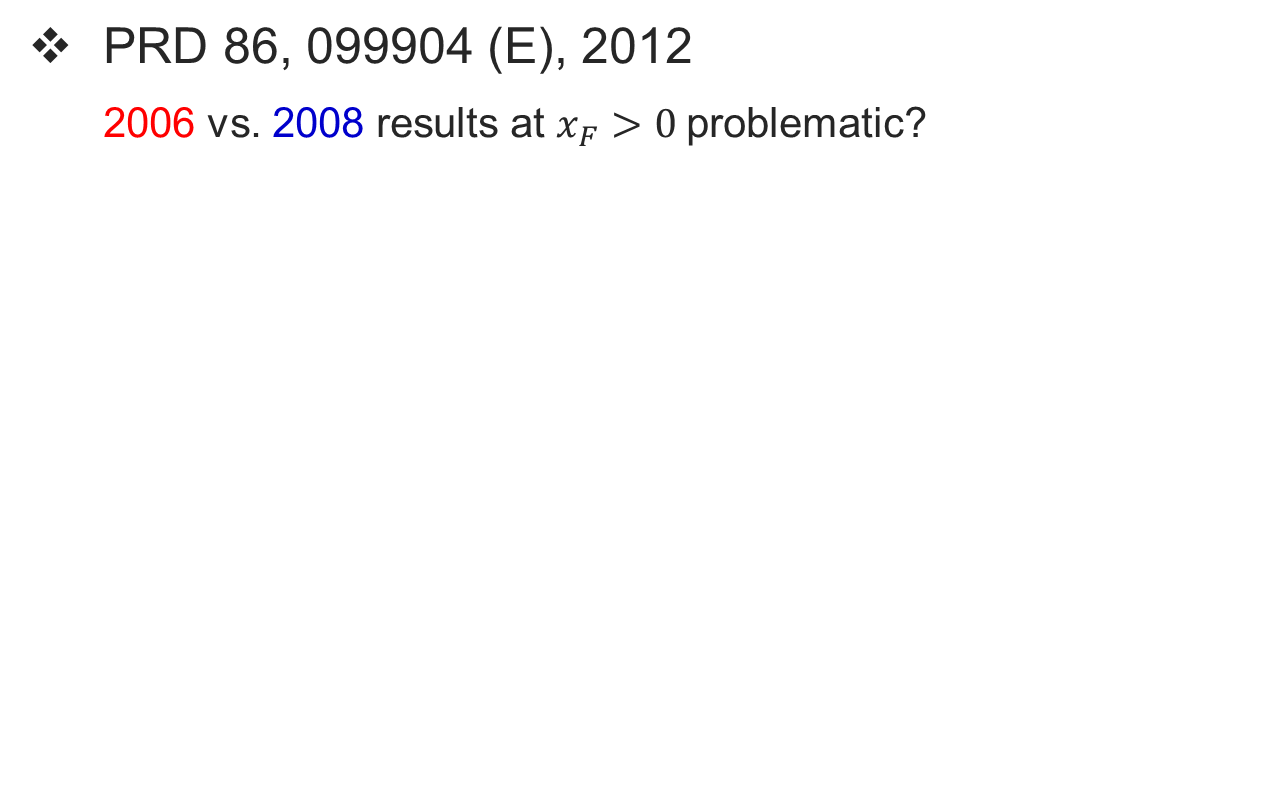 ❖ PRD 86, 099904 (E), 2012
2006 vs. 2008 results at $x_F > 0$ problematic?